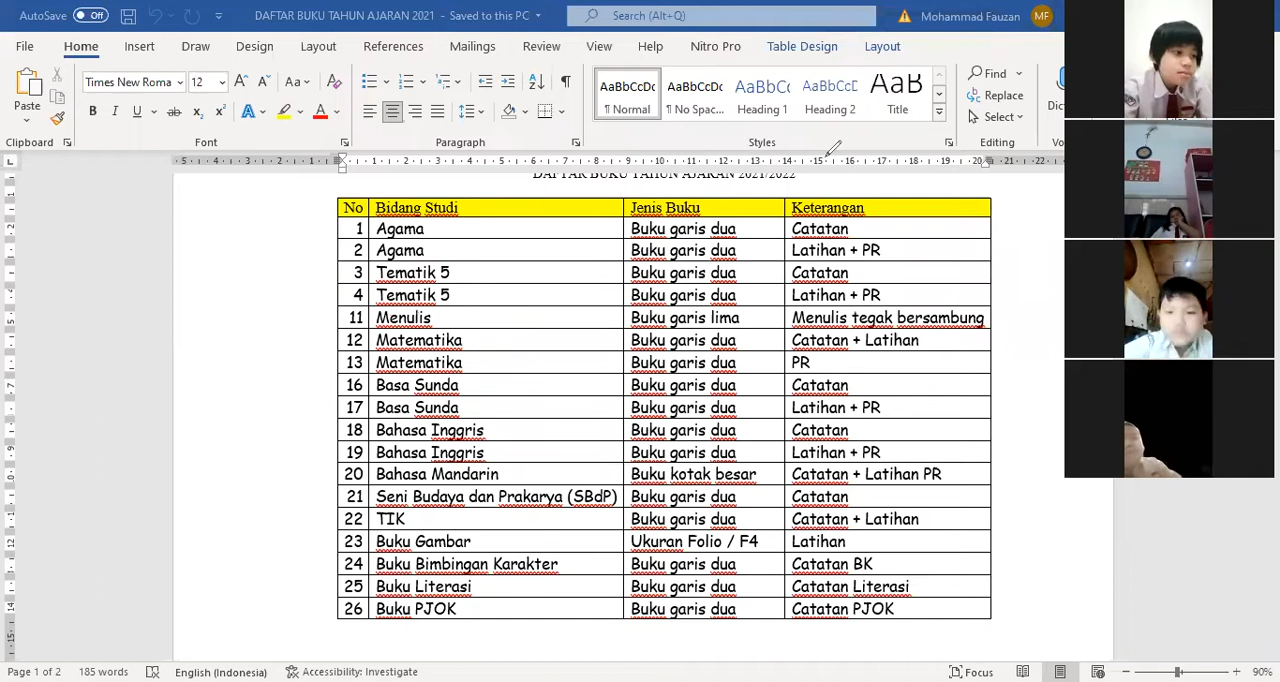 AutoSave Off DAFTAR BUKU TAHUN AJARAN 2021 - Saved to this PC Search (Alt+Q) Mohammad Fauzan MF
File Home Insert Draw Design Layout References Mailings Review View Help Nitro Pro Table Design Layout
Paste Times New Roma 12 Aa AaBbCcDc AaBbCcDc AaBbCc AaBbCcD AaB Find
B I U ab x₂ x² A A ¶ Normal ¶ No Spac... Heading 1 Heading 2 Title Replace
Select
Clipboard Font Paragraph Styles Editing
DAFTAR BUKU TAHUN AJARAN 2021/2022
No Bidang Studi Jenis Buku Keterangan
1 Agama Buku garis dua Catatan
2 Agama Buku garis dua Latihan + PR
3 Tematik 5 Buku garis dua Catatan
4 Tematik 5 Buku garis dua Latihan + PR
11 Menulis Buku garis lima Menulis tegak bersambung
12 Matematika Buku garis dua Catatan + Latihan
13 Matematika Buku garis dua PR
16 Basa Sunda Buku garis dua Catatan
17 Basa Sunda Buku garis dua Latihan + PR
18 Bahasa Inggris Buku garis dua Catatan
19 Bahasa Inggris Buku garis dua Latihan + PR
20 Bahasa Mandarin Buku kotak besar Catatan + Latihan PR
21 Seni Budaya dan Prakarya (SBdP) Buku garis dua Catatan
22 TIK Buku garis dua Catatan + Latihan
23 Buku Gambar Ukuran Folio / F4 Latihan
24 Buku Bimbingan Karakter Buku garis dua Catatan BK
25 Buku Literasi Buku garis dua Catatan Literasi
26 Buku PJOK Buku garis dua Catatan PJOK
Page 1 of 2 185 words English (Indonesia) Accessibility: Investigate Focus 90%